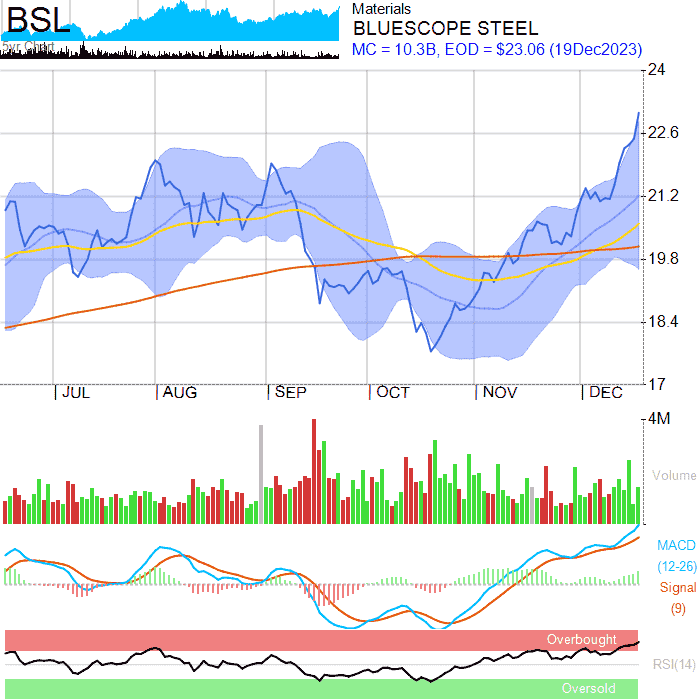 BSL
5yr Chart
Materials
BLUESCOPE STEEL
MC = 10.3B, EOD = $23.06 (19Dec2023)
24
22.6
21.2
19.8
18.4
17
JUL AUG SEP OCT NOV DEC
4M
Volume
MACD
(12-26)
Signal
(9)
Overbought
RSI(14)
Oversold